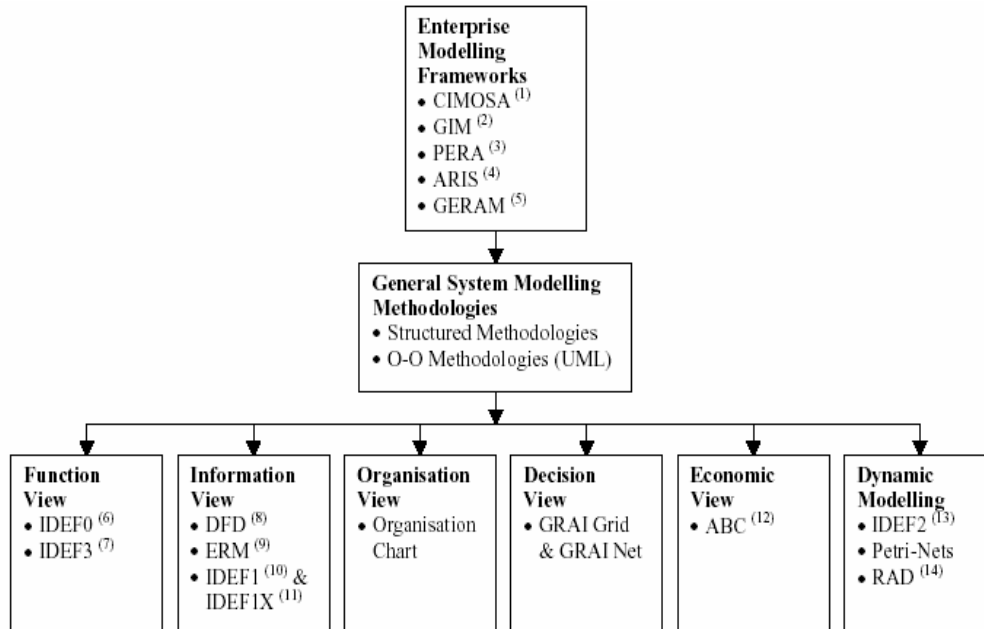 Enterprise
Modelling
Frameworks
• CIMOSA (1)
• GIM (2)
• PERA (3)
• ARIS (4)
• GERAM (5)
General System Modelling
Methodologies
• Structured Methodologies
• O-O Methodologies (UML)
Function
View
• IDEF0 (6)
• IDEF3 (7)
Information
View
• DFD (8)
• ERM (9)
• IDEF1 (10) &
IDEF1X (11)
Organisation
View
• Organisation
Chart
Decision
View
• GRAI Grid
& GRAI Net
Economic
View
• ABC (12)
Dynamic
Modelling
• IDEF2 (13)
• Petri-Nets
• RAD (14)